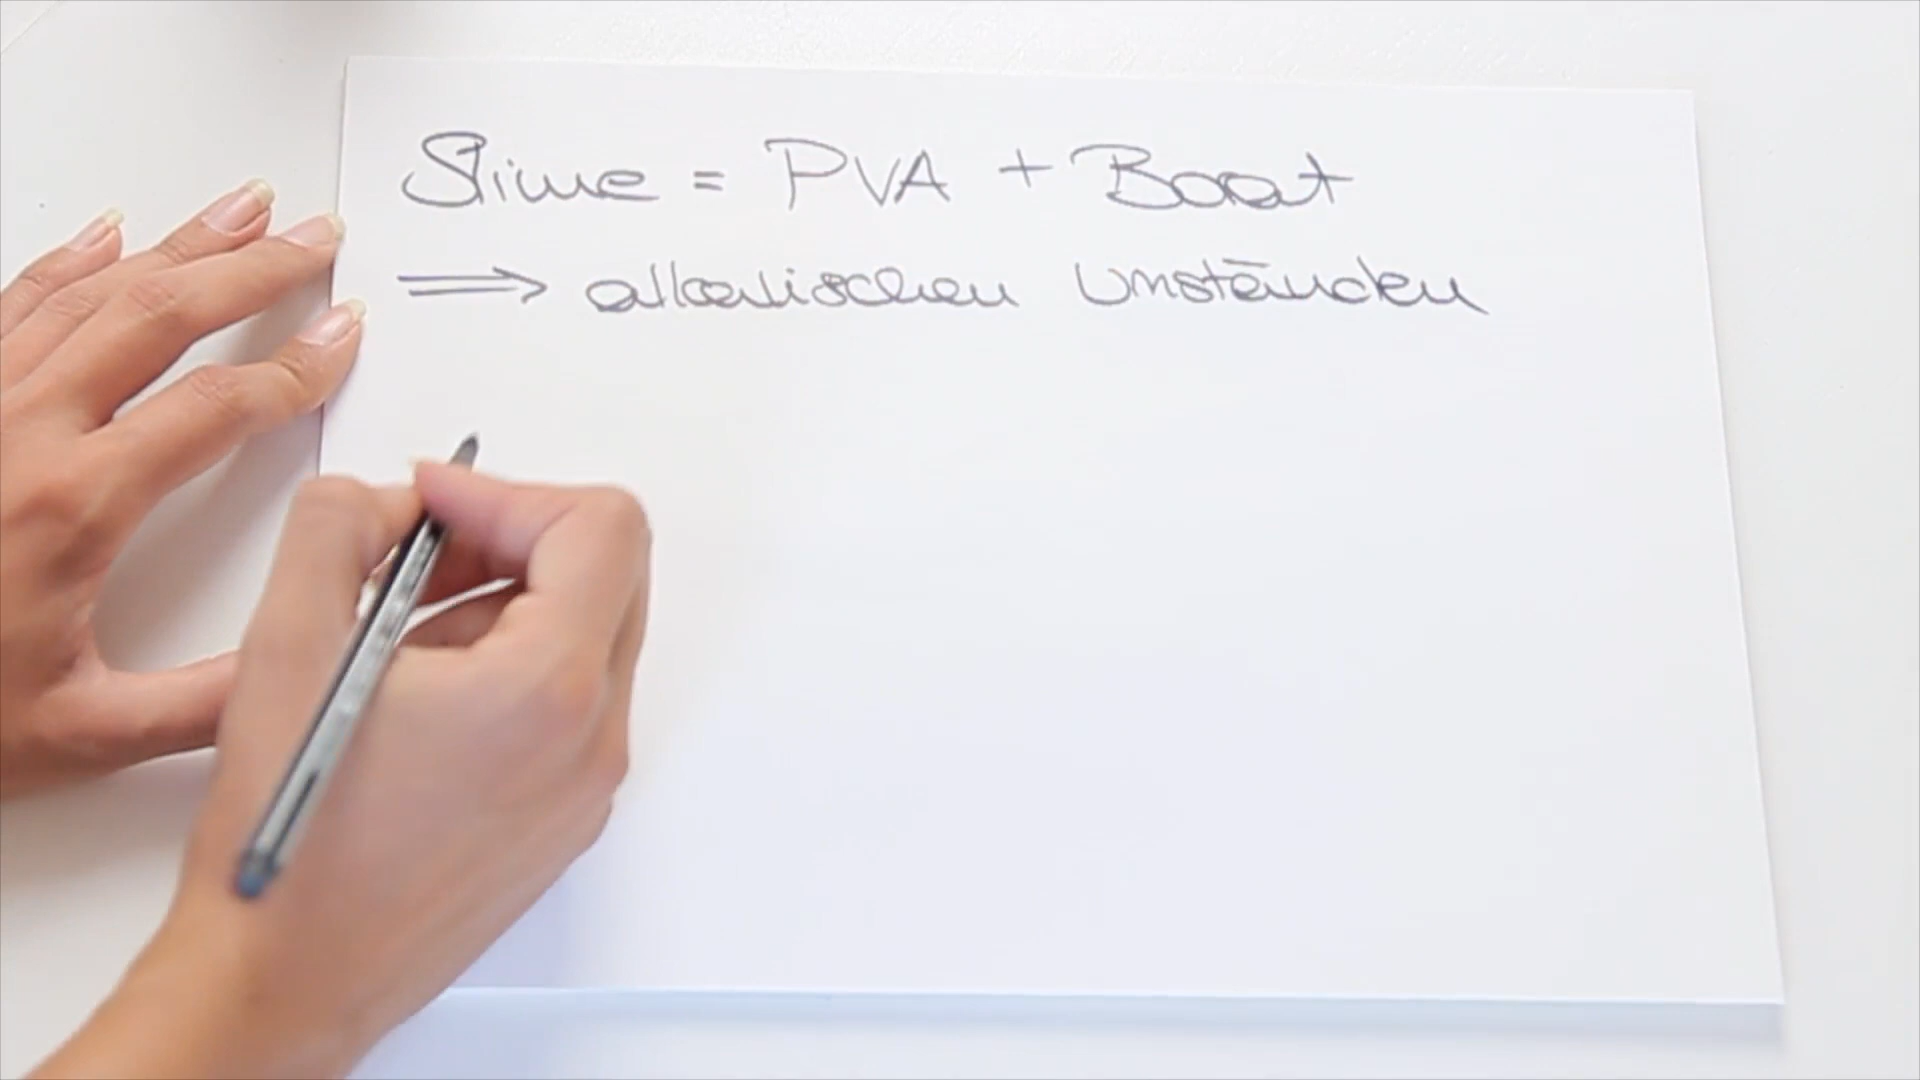 Slime = PVA + Borat
⟹ alkalischen Umständen